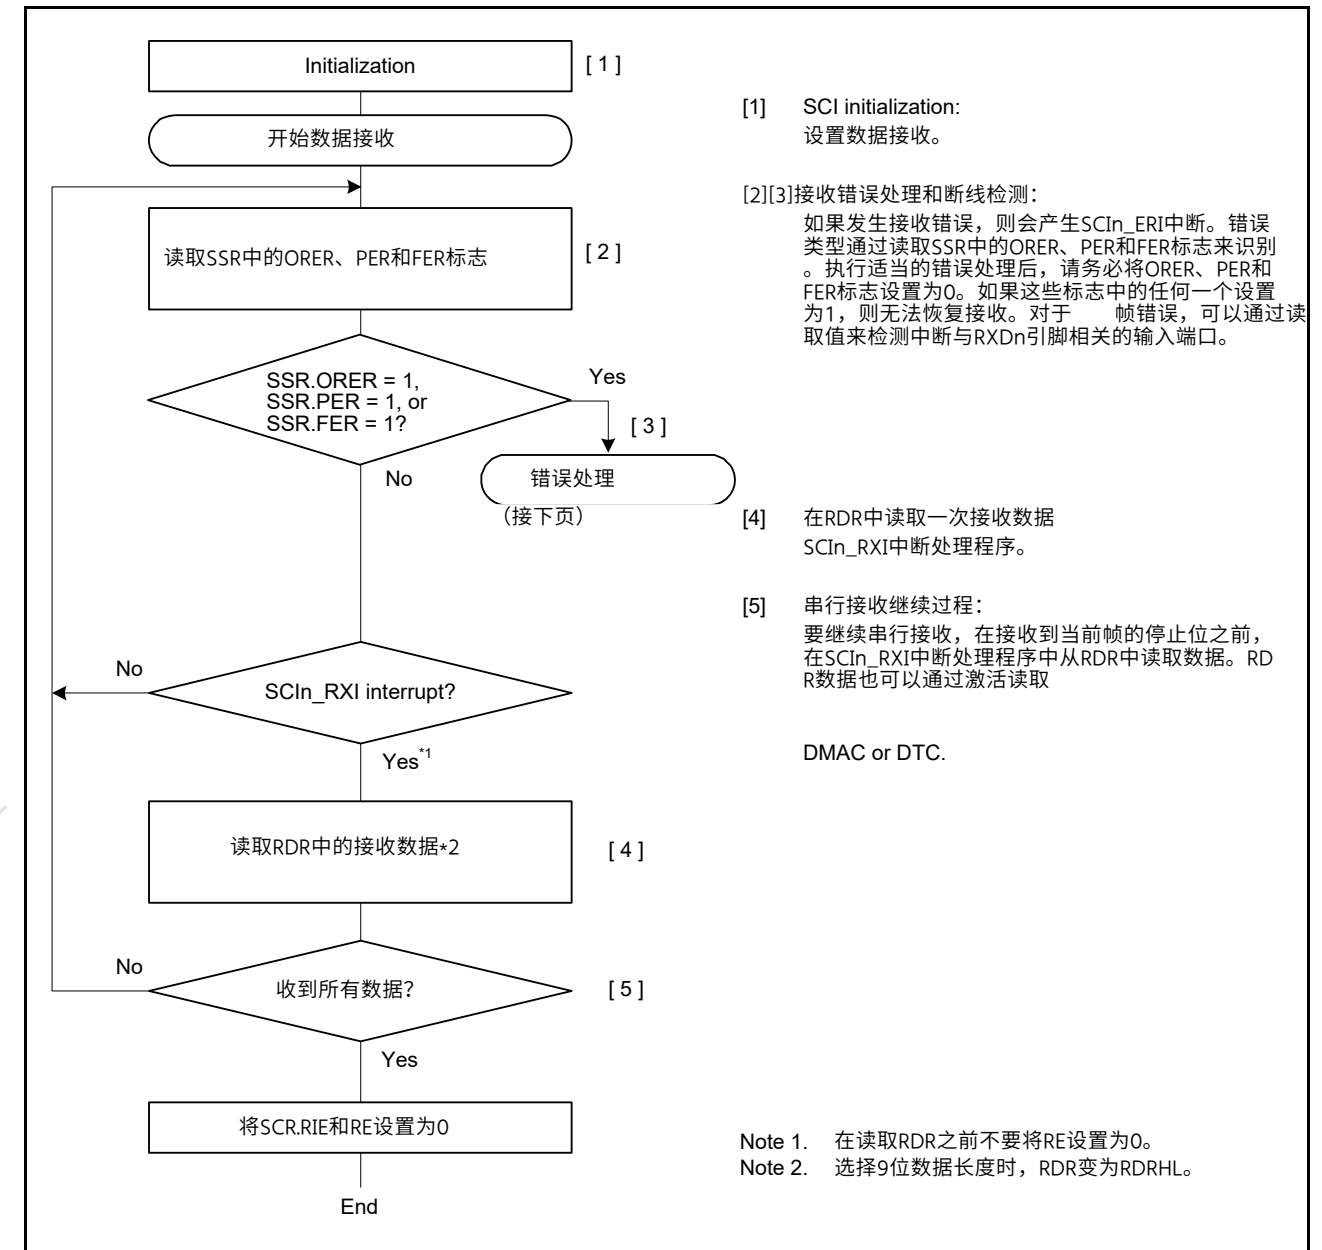 Initialization
[ 1 ]
开始数据接收
读取SSR中的ORER、PER和FER标志
[ 2 ]
SSR.ORER = 1,
SSR.PER = 1, or
SSR.FER = 1?
Yes
[ 3 ]
No
错误处理
（接下页）
No
SCIn_RXI interrupt?
Yes*1
读取RDR中的接收数据*2
[ 4 ]
No
收到所有数据？
[ 5 ]
Yes
将SCR.RIE和RE设置为0
End
[1] SCI initialization:
设置数据接收。
[2][3]接收错误处理和断线检测：
如果发生接收错误，则会产生SCIn_ERI中断。错误
类型通过读取SSR中的ORER、PER和FER标志来识别
。执行适当的错误处理后，请务必将ORER、PER和
FER标志设置为0。如果这些标志中的任何一个设置
为1，则无法恢复接收。对于 帧错误，可以通过读
取值来检测中断与RXDn引脚相关的输入端口。
[4] 在RDR中读取一次接收数据
SCIn_RXI中断处理程序。
[5] 串行接收继续过程：
要继续串行接收，在接收到当前帧的停止位之前，
在SCIn_RXI中断处理程序中从RDR中读取数据。RD
R数据也可以通过激活读取
DMAC or DTC.
Note 1. 在读取RDR之前不要将RE设置为0。
Note 2. 选择9位数据长度时，RDR变为RDRHL。